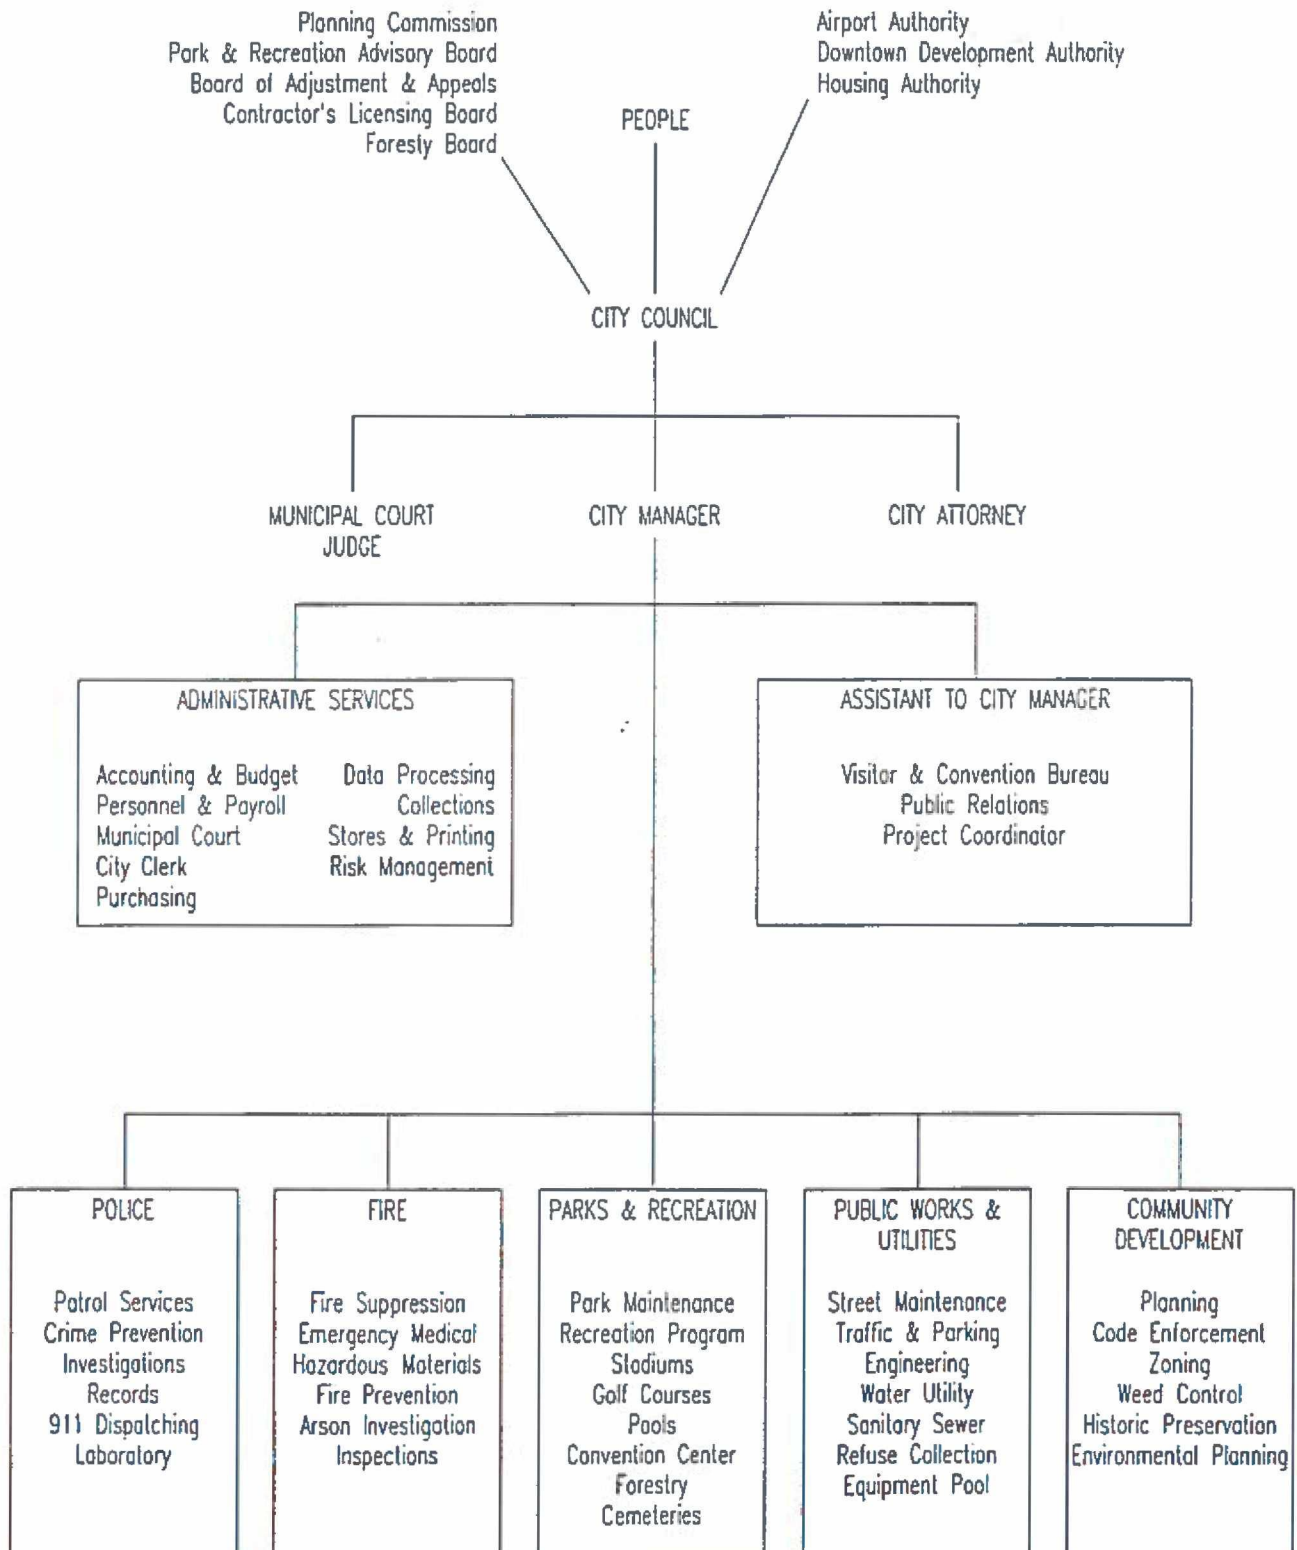 Planning Commission
Park & Recreation Advisory Board
Board of Adjustment & Appeals
Contractor's Licensing Board
Foresty Board
Airport Authority
Downtown Development Authority
Housing Authority
PEOPLE
CITY COUNCIL
MUNICIPAL COURT
JUDGE
CITY MANAGER
CITY ATTORNEY
ADMINISTRATIVE SERVICES
Accounting & Budget
Personnel & Payroll
Municipal Court
City Clerk
Purchasing
Data Processing
Collections
Stores & Printing
Risk Management
ASSISTANT TO CITY MANAGER
Visitor & Convention Bureau
Public Relations
Project Coordinator
POLICE
Patrol Services
Crime Prevention
Investigations
Records
911 Dispatching
Laboratory
FIRE
Fire Suppression
Emergency Medical
Hazardous Materials
Fire Prevention
Arson Investigation
Inspections
PARKS & RECREATION
Park Maintenance
Recreation Program
Stadiums
Golf Courses
Pools
Convention Center
Forestry
Cemeteries
PUBLIC WORKS &
UTILITIES
Street Maintenance
Traffic & Parking
Engineering
Water Utility
Sanitary Sewer
Refuse Collection
Equipment Pool
COMMUNITY
DEVELOPMENT
Planning
Code Enforcement
Zoning
Weed Control
Historic Preservation
Environmental Planning